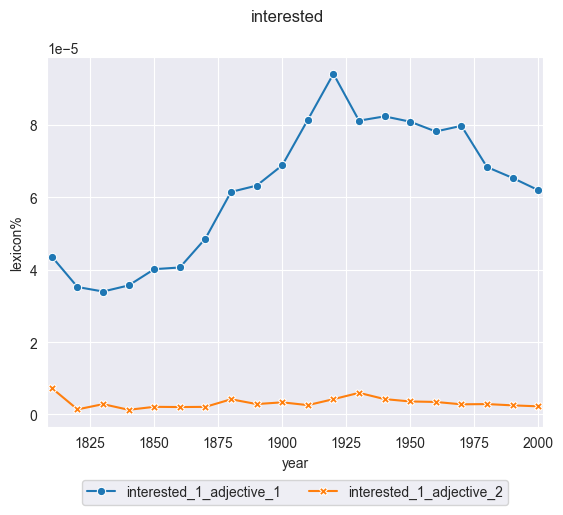 interested
1e−5
8
6
4
2
0
lexicon%
1825 1850 1875 1900 1925 1950 1975 2000
year
interested_1_adjective_1 interested_1_adjective_2